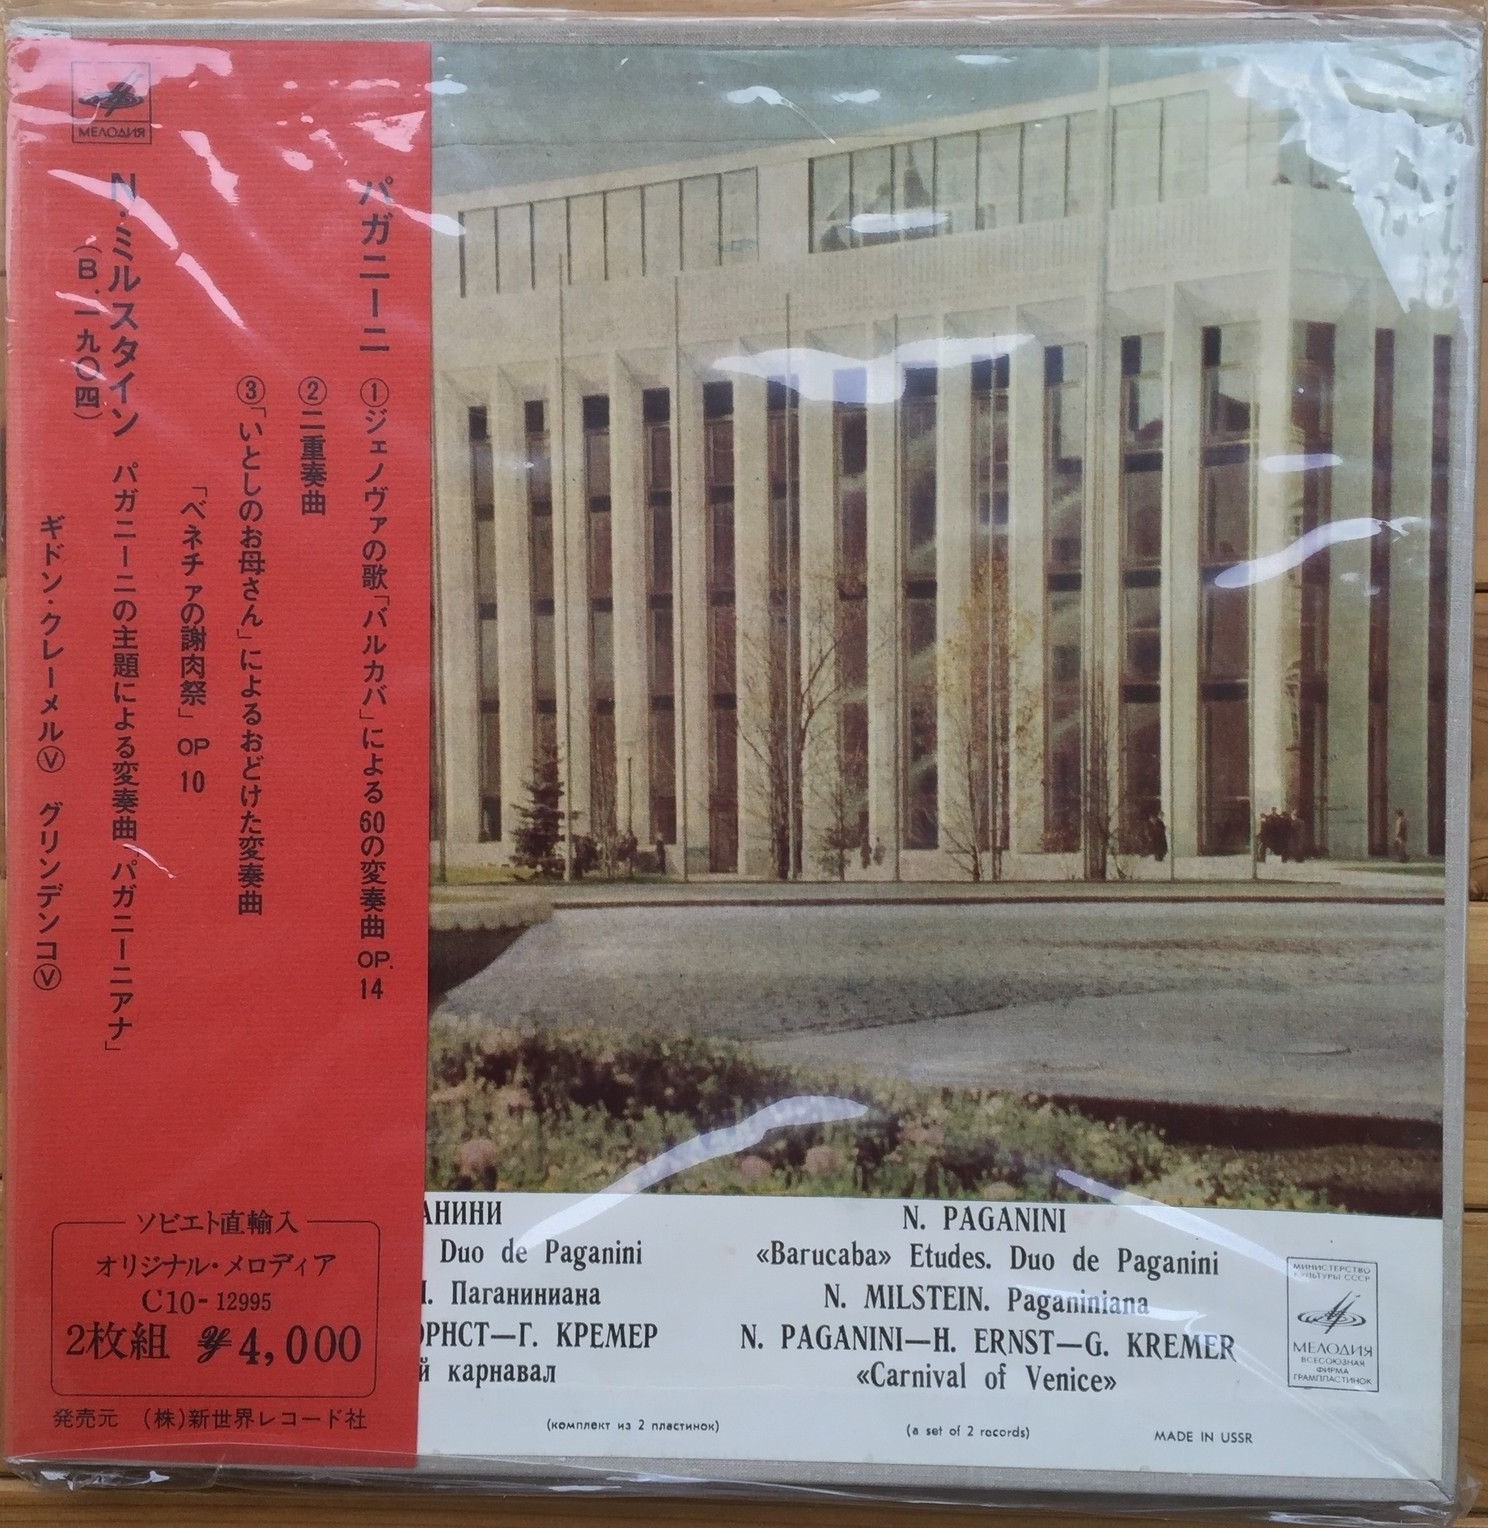 МЕЛОДИЯ
パガニーニ ①ジェノヴァの歌「バルカバ」による60の変奏曲 OP. 14
②二重奏曲
③「いとしのお母さん」によるおどけた変奏曲
「ベネチァの謝肉祭」 OP 10
N・ミルスタイン パガニーニの主題による変奏曲「パガニーニアナ」
(B.一九〇四)
ギドン・クレーメルⓋ グリンデンコⓋ
ソビエト直輸入
オリジナル・メロディア
C10-12995
2枚組 ¥4,000
発売元 (株)新世界レコード社
АНИНИ
Duo de Paganini
Паганиниана
ЭРНСТ—Г. КРЕМЕР
й карнавал
(комплект из 2 пластинок)
N. PAGANINI
«Barucaba» Etudes. Duo de Paganini
N. MILSTEIN. Paganiniana
N. PAGANINI—H. ERNST—G. KREMER
«Carnival of Venice»
(a set of 2 records)
MADE IN USSR
МИНИСТЕРСТВО
КУЛЬТУРЫ СССР
МЕЛОДИЯ
ВСЕСОЮЗНАЯ
ФИРМА
ГРАМПЛАСТИНОК